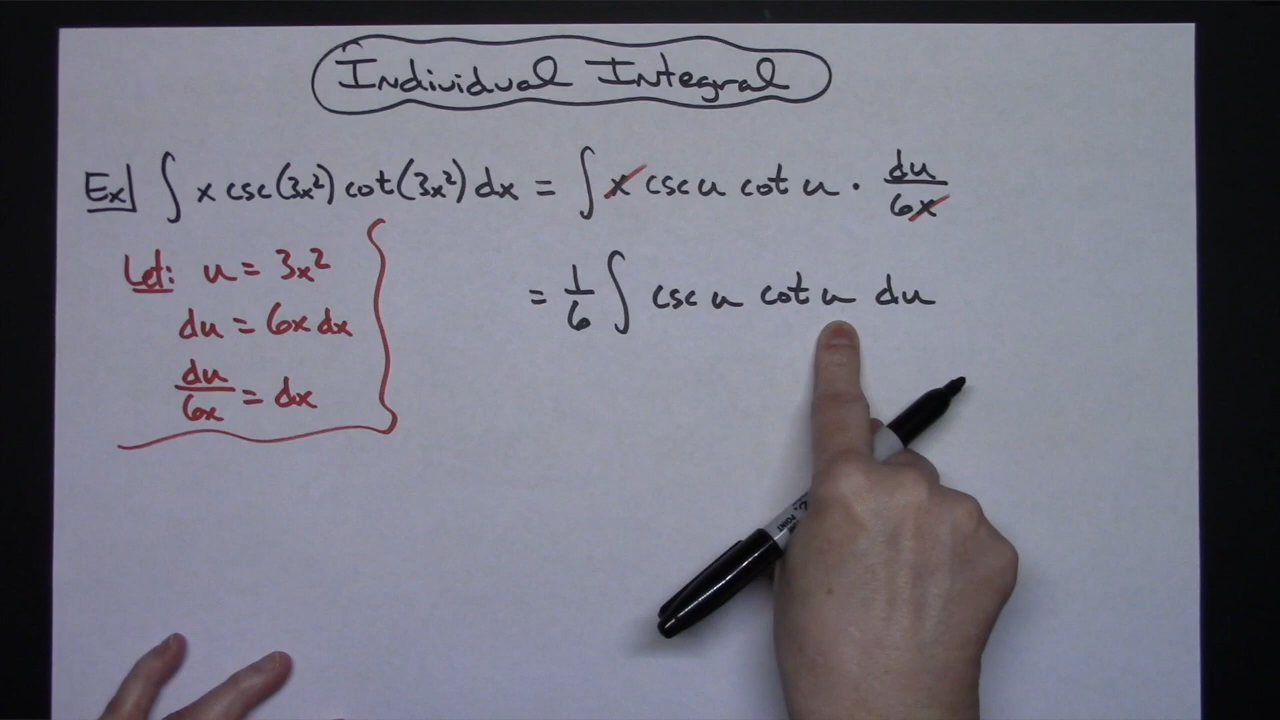 Individual Integral
Ex| ∫ x csc(3x²) cot(3x²) dx = ∫ x csc u cot u · du/6x
Let: u = 3x²
= 1/6 ∫ csc u cot u du
du = 6x dx
du/6x = dx
POINT